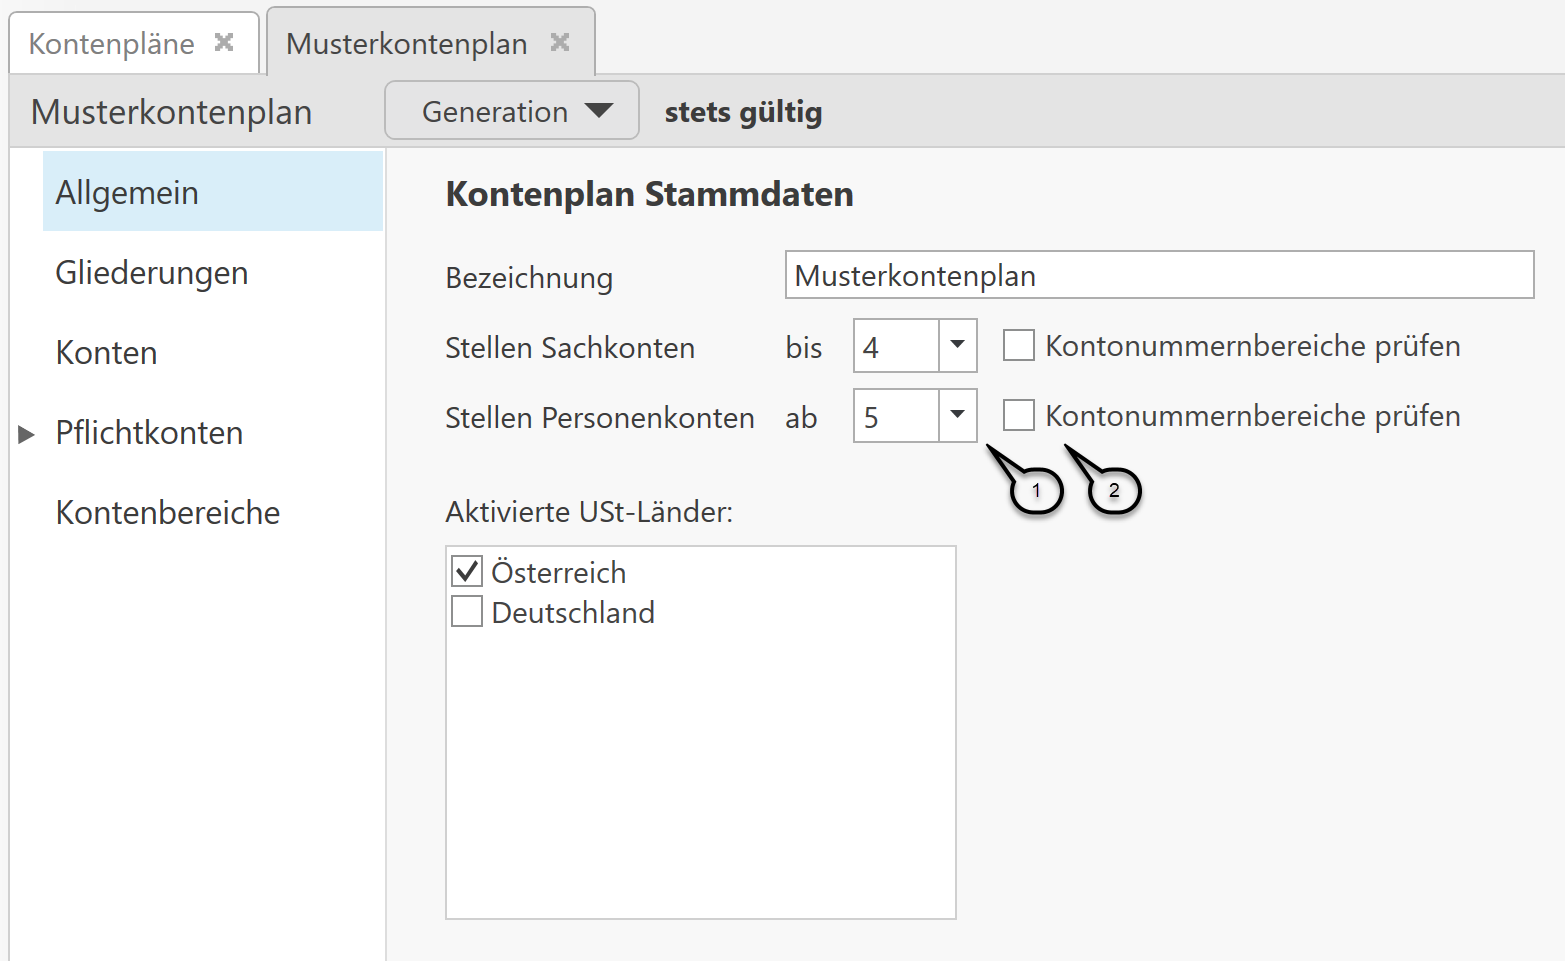 Kontenpläne Musterkontenplan
Musterkontenplan Generation stets gültig
Allgemein
Gliederungen
Konten
Pflichtkonten
Kontenbereiche
Kontenplan Stammdaten
Bezeichnung Musterkontenplan
Stellen Sachkonten bis 4 Kontonummernbereiche prüfen
Stellen Personenkonten ab 5 Kontonummernbereiche prüfen
1 2
Aktivierte USt-Länder:
Österreich
Deutschland